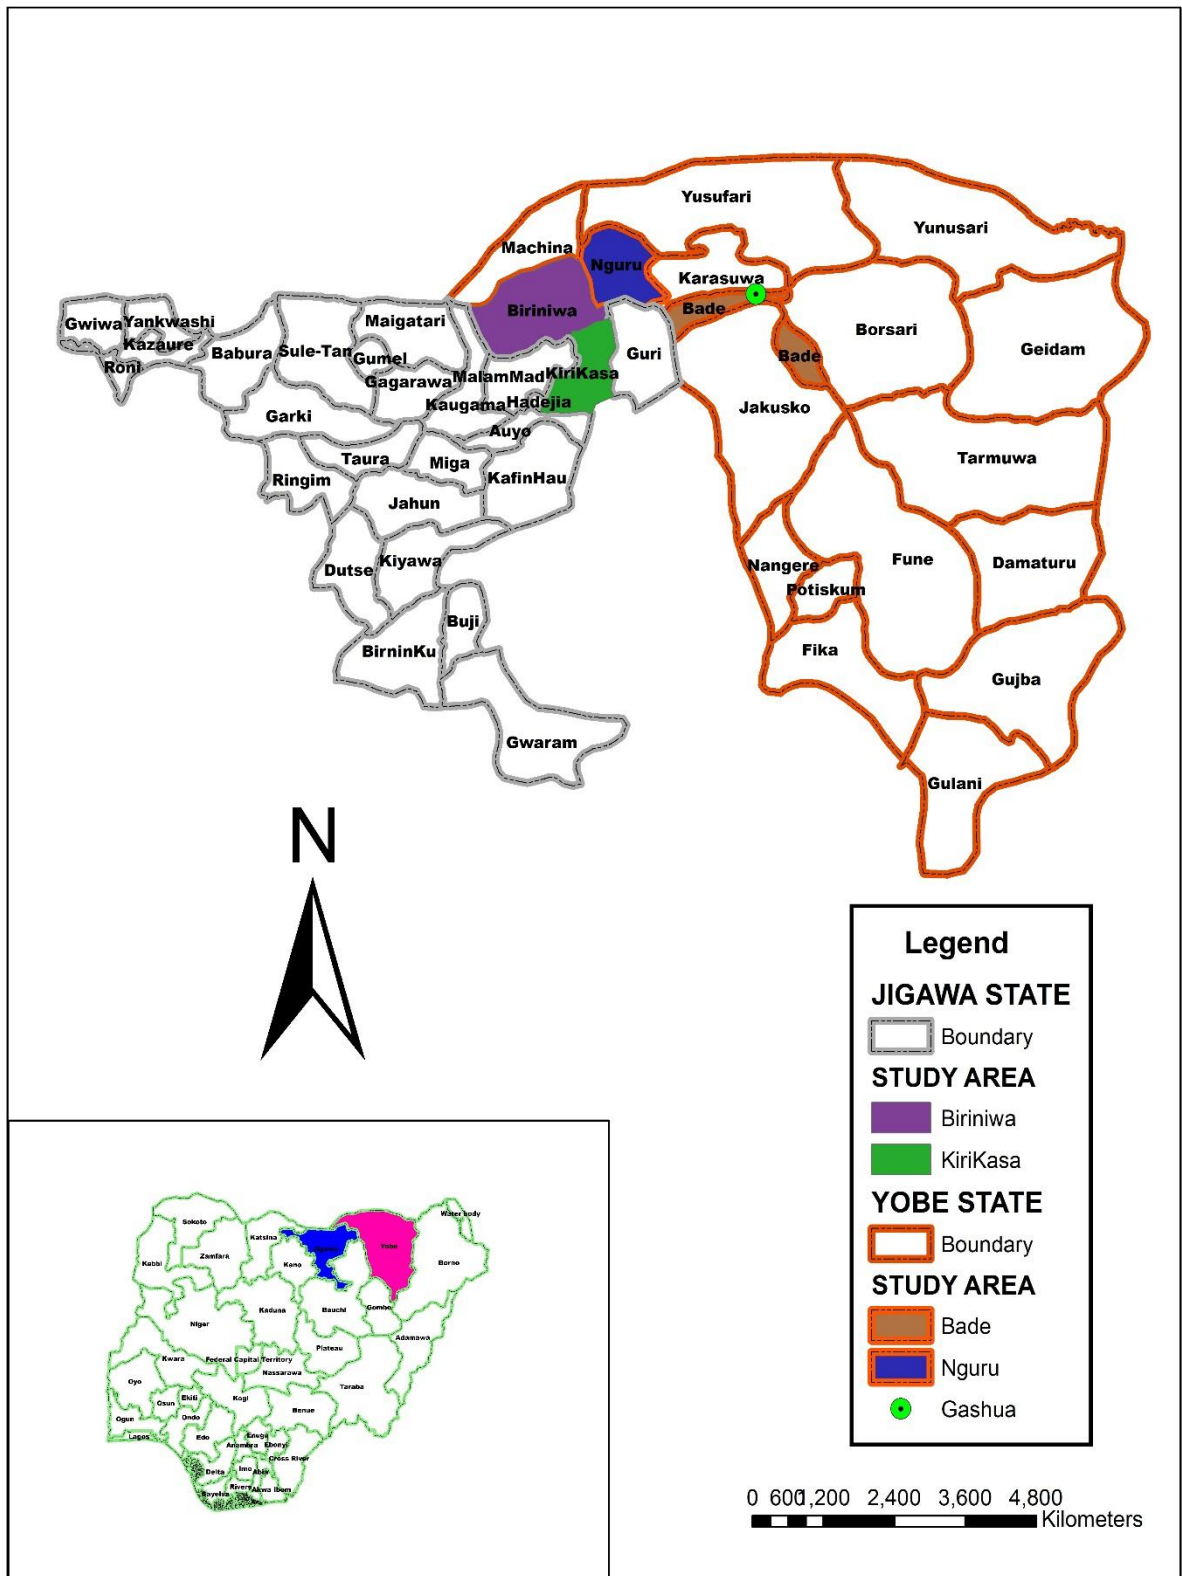 Yusufari
Yunusari
Machina
Nguru
Karasuwa
Biriniwa
Bade
Gwiwa
Yankwashi
Kazaure
Roni
Babura
Sule-Tan
Maigatari
Gumel
Gagarawa
MalamMad
KiriKasa
Guri
Borsari
Geidam
Bade
Kaugama
Hadejia
Jakusko
Garki
Auyo
Taura
Miga
KafinHau
Tarmuwa
Ringim
Jahun
Dutse
Kiyawa
Nangere
Potiskum
Fune
Damaturu
Buji
BirninKu
Fika
Gujba
Gwaram
Gulani
N
Legend
JIGAWA STATE
Boundary
STUDY AREA
Biriniwa
KiriKasa
YOBE STATE
Boundary
STUDY AREA
Bade
Nguru
Gashua
0 600 1,200 2,400 3,600 4,800
Kilometers
Sokoto
Katsina
Yobe
Water body
Kebbi
Zamfara
Kano
Borno
Niger
Kaduna
Bauchi
Gombe
Adamawa
Kwara
Federal Capital Territory
Plateau
Nassarawa
Oyo
Taraba
Osun
Ekiti
Kogi
Benue
Ogun
Ondo
Lagos
Edo
Enugu
Anambra
Ebonyi
Cross River
Delta
Imo
Abia
Rivers
Akwa Ibom
Bayelsa